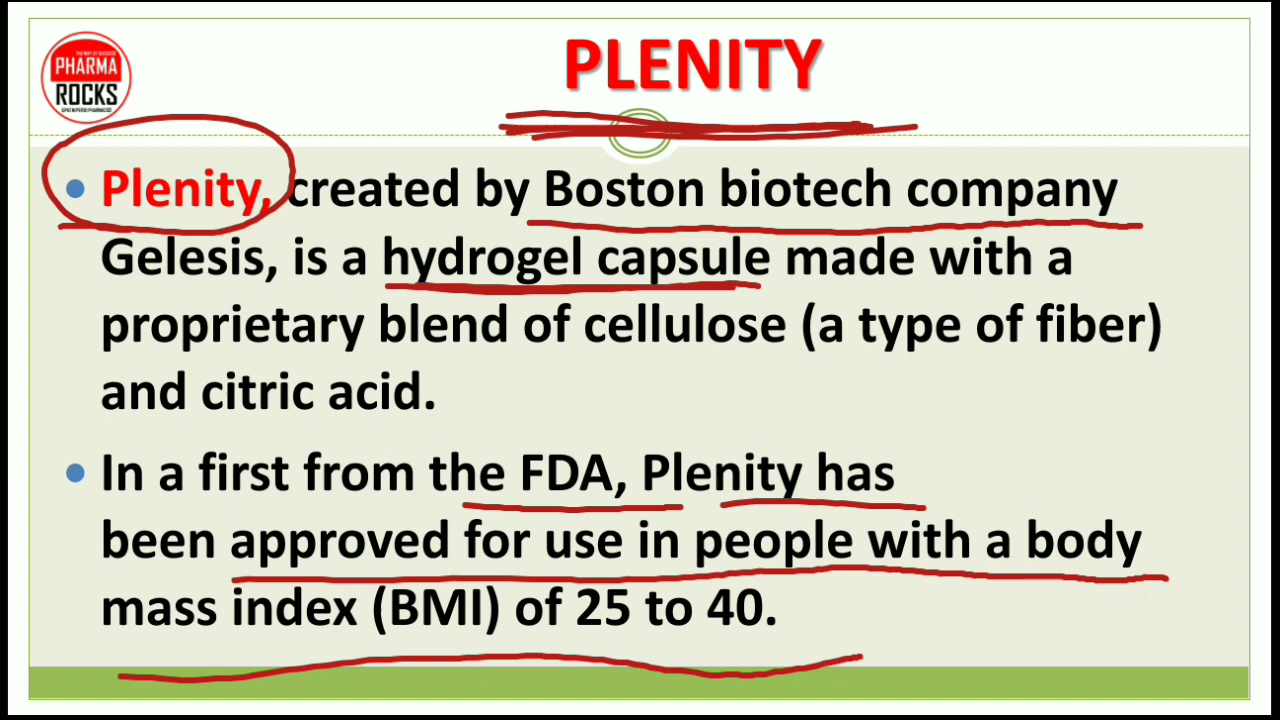 PLENITY
PHARMA
ROCKS
Plenity, created by Boston biotech company
Gelesis, is a hydrogel capsule made with a
proprietary blend of cellulose (a type of fiber)
and citric acid.
In a first from the FDA, Plenity has
been approved for use in people with a body
mass index (BMI) of 25 to 40.